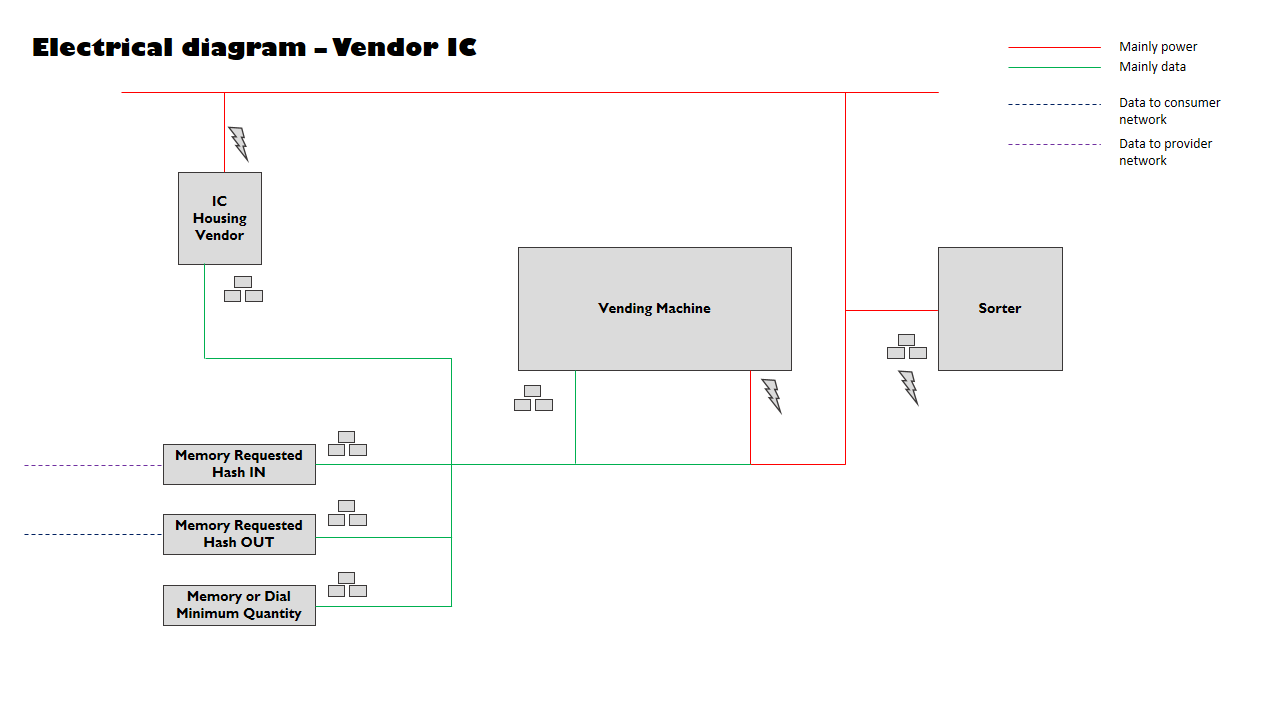 Electrical diagram – Vendor IC
Mainly power
Mainly data
Data to consumer
network
Data to provider
network
IC
Housing
Vendor
Vending Machine
Sorter
Memory Requested
Hash IN
Memory Requested
Hash OUT
Memory or Dial
Minimum Quantity